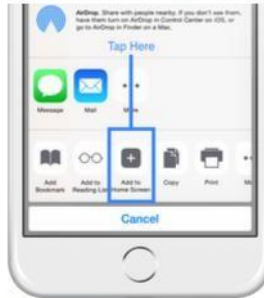 AirDrop. Share with people nearby. If you don't see them,
have them turn on AirDrop in Control Center on iOS, or
go to AirDrop in Finder on a Mac.
Tap Here
Message Mail More
Add Bookmark
Add to Reading List
Add to Home Screen
Copy
Print
Mo
Cancel